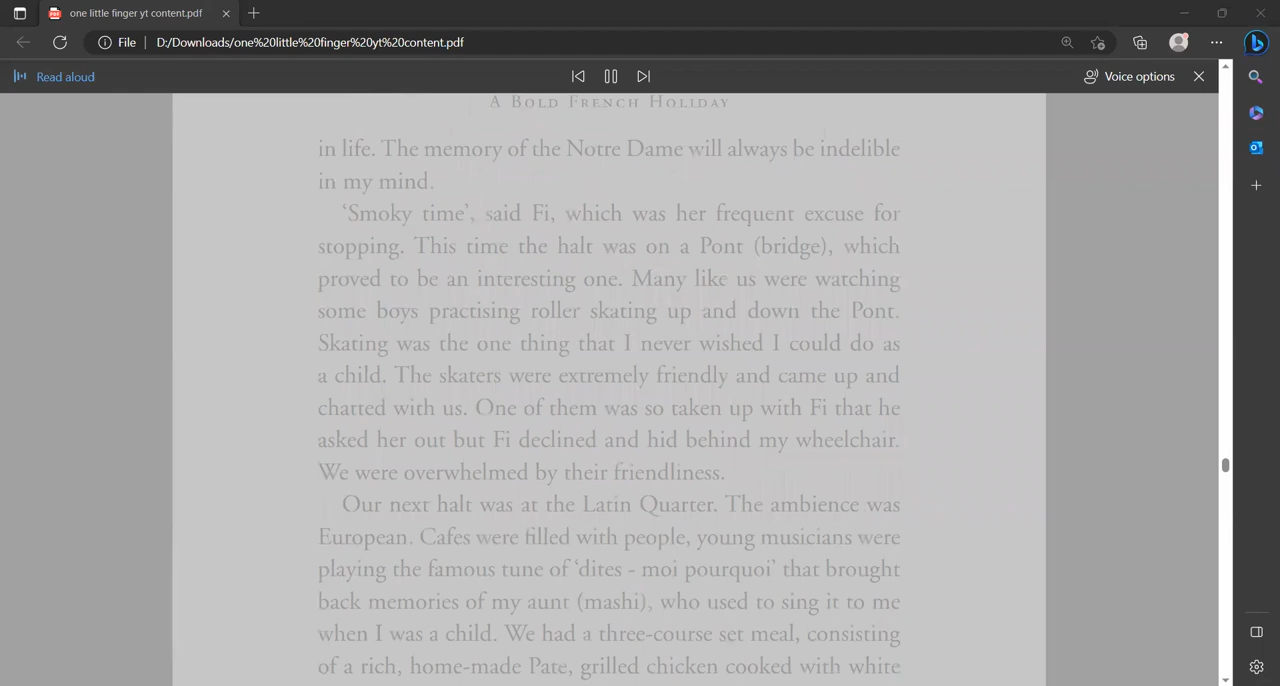 one little finger yt content.pdf
File
D:/Downloads/one%20little%20finger%20yt%20content.pdf
Read aloud
Voice options
A Bold French Holiday
in life. The memory of the Notre Dame will always be indelible
in my mind.
‘Smoky time’, said Fi, which was her frequent excuse for
stopping. This time the halt was on a Pont (bridge), which
proved to be an interesting one. Many like us were watching
some boys practising roller skating up and down the Pont.
Skating was the one thing that I never wished I could do as
a child. The skaters were extremely friendly and came up and
chatted with us. One of them was so taken up with Fi that he
asked her out but Fi declined and hid behind my wheelchair.
We were overwhelmed by their friendliness.
Our next halt was at the Latin Quarter. The ambience was
European. Cafes were filled with people, young musicians were
playing the famous tune of ‘dites - moi pourquoi’ that brought
back memories of my aunt (mashi), who used to sing it to me
when I was a child. We had a three-course set meal, consisting
of a rich, home-made Pate, grilled chicken cooked with white